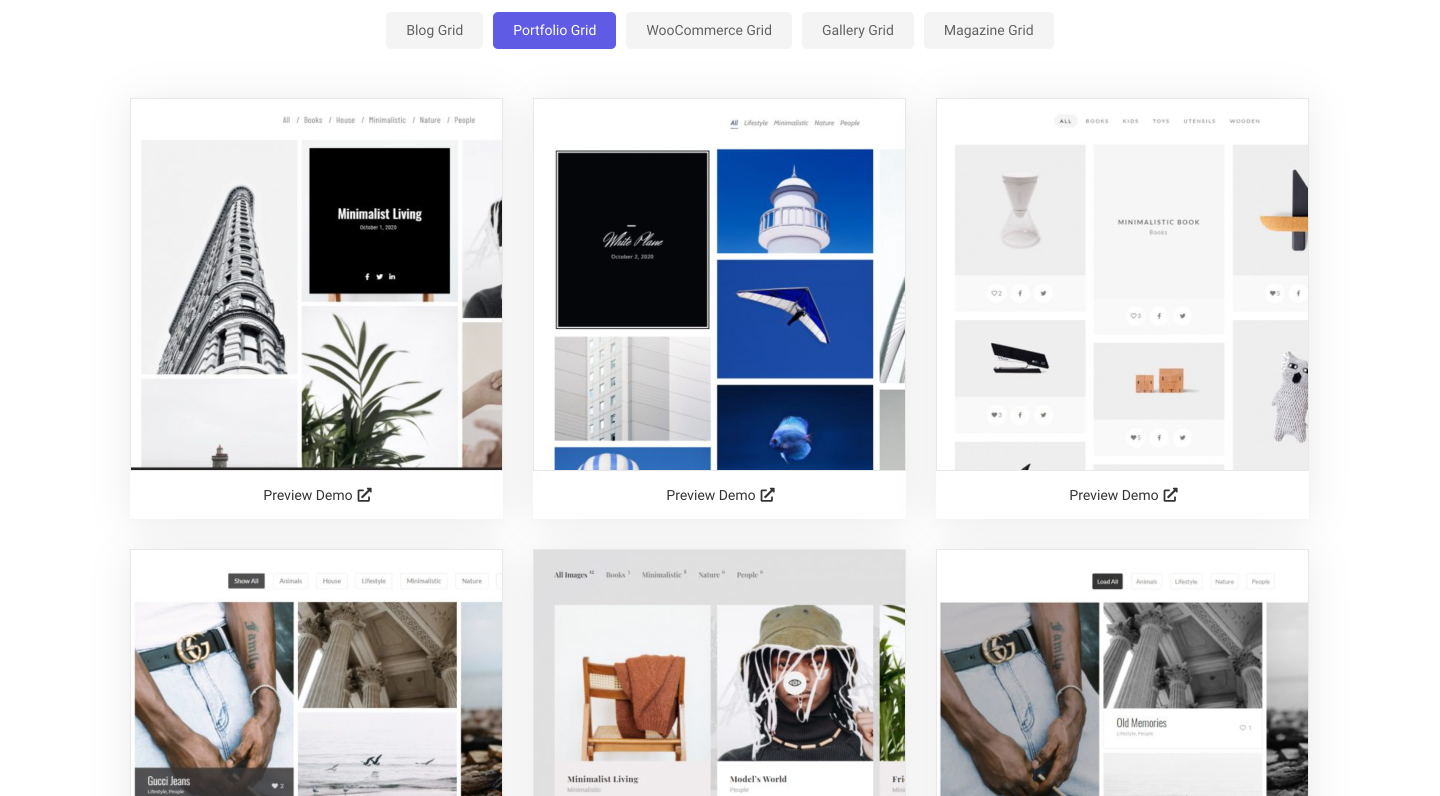 Blog Grid Portfolio Grid WooCommerce Grid Gallery Grid Magazine Grid
All / Books / House / Minimalistic / Nature / People
Minimalist Living
October 1, 2020
Preview Demo
All Lifestyle Minimalistic Nature People
White Plane
October 2, 2020
Preview Demo
ALL BOOKS KIDS TOYS UTENSILS WOODEN
MINIMALISTIC BOOK
Books
2
5
3
3
5
Preview Demo
Show All Animals House Lifestyle Minimalistic Nature
Family
Gucci Jeans
Lifestyle, People
3
All Images 12 Books 3 Minimalistic 8 Nature 6 People 6
Minimalist Living
Minimalistic
Model's World
People
Fri
Load All Animals Lifestyle Nature People
Old Memories
Lifestyle, People
1